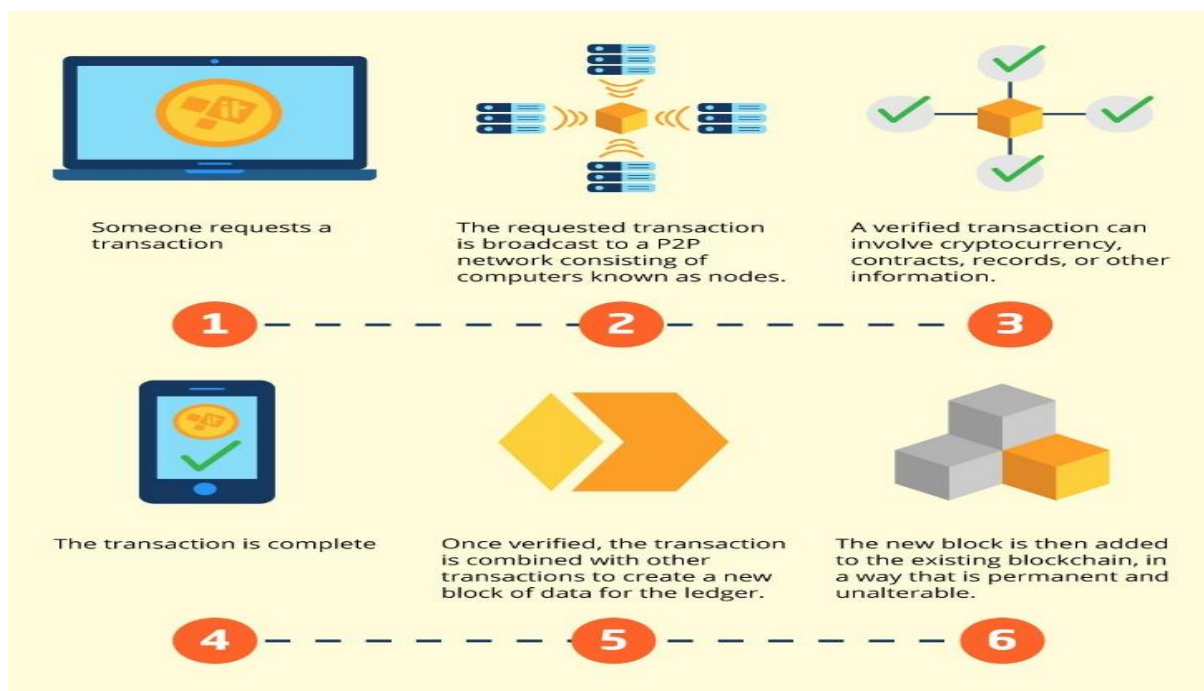 it
Someone requests a
transaction
The requested transaction
is broadcast to a P2P
network consisting of
computers known as nodes.
A verified transaction can
involve cryptocurrency,
contracts, records, or other
information.
1
2
3
it
The transaction is complete
Once verified, the transaction
is combined with other
transactions to create a new
block of data for the ledger.
The new block is then added
to the existing blockchain, in
a way that is permanent and
unalterable.
4
5
6